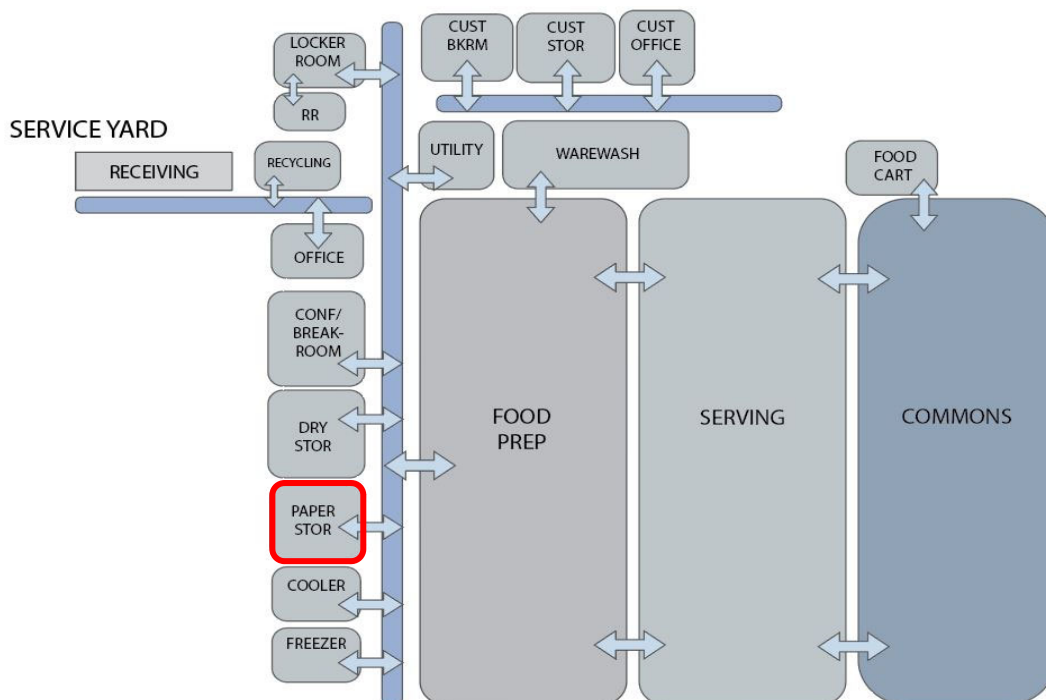 LOCKER
ROOM
RR
CUST
BKRM
CUST
STOR
CUST
OFFICE
SERVICE YARD
RECEIVING
RECYCLING
UTILITY
WAREWASH
FOOD
CART
OFFICE
CONF/
BREAK-
ROOM
DRY
STOR
FOOD
PREP
SERVING
COMMONS
PAPER
STOR
COOLER
FREEZER